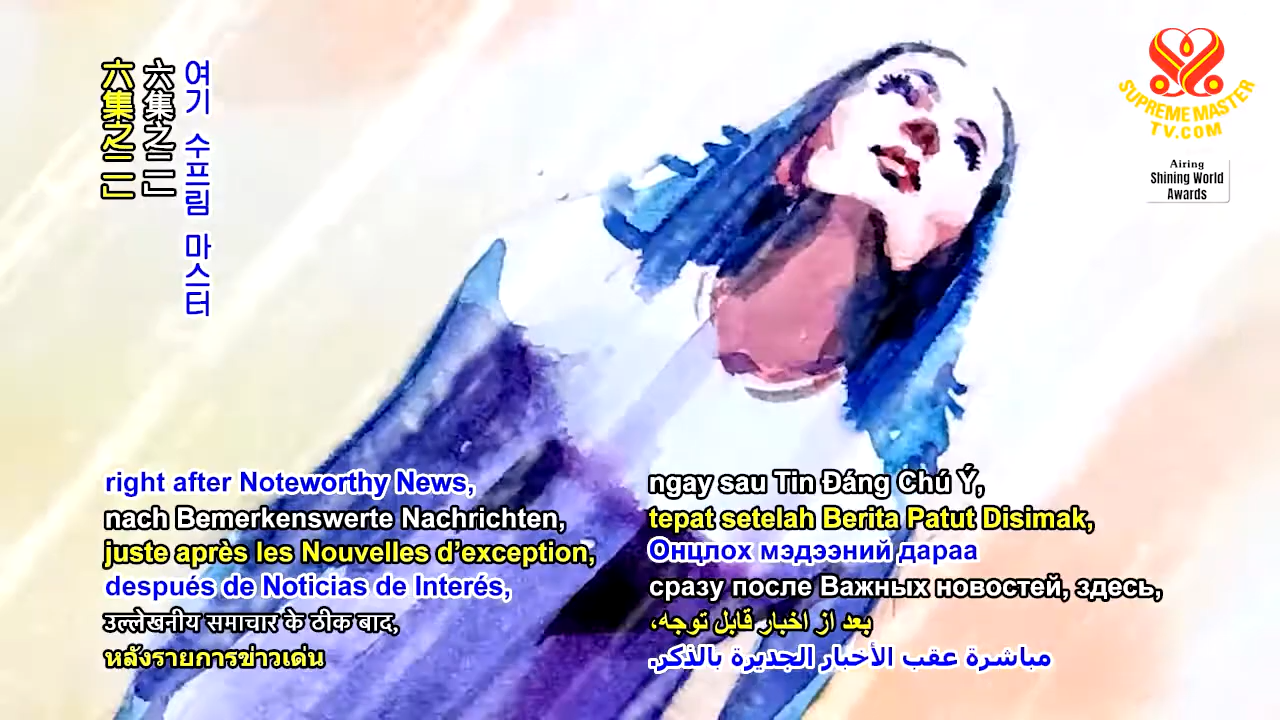 六集之二」
六集之二」
여기 수프림 마스터
SUPREME MASTER
TV.COM
Airing
Shining World
Awards
right after Noteworthy News,
nach Bemerkenswerte Nachrichten,
juste après les Nouvelles d’exception,
después de Noticias de Interés,
उल्लेखनीय समाचार के ठीक बाद,
หลังรายการข่าวเด่น
ngay sau Tin Đáng Chú Ý,
tepat setelah Berita Patut Disimak,
Онцлох мэдээний дараа
сразу после Важных новостей, здесь,
بعد از اخبار قابل توجه،
مباشرة عقب الأخبار الجديرة بالذكر.